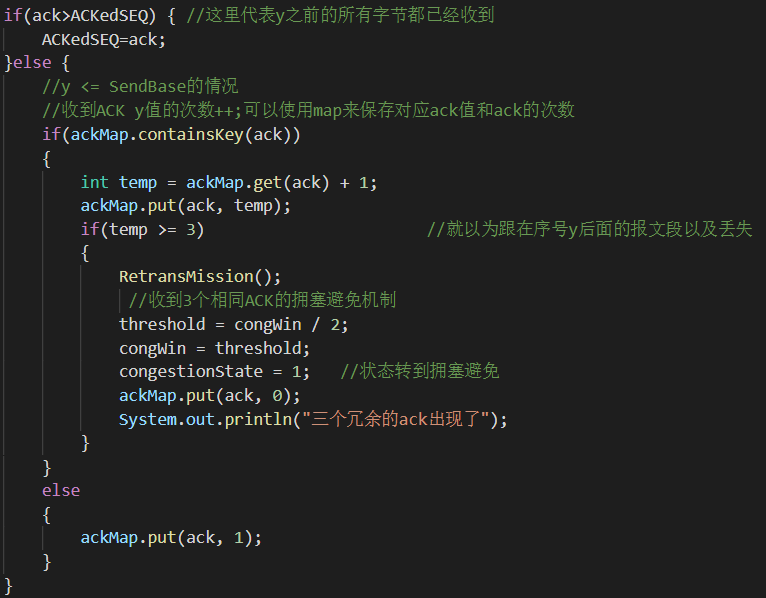 if(ack>ACKedSEQ) { //这里代表y之前的所有字节都已经收到
    ACKedSEQ=ack;
}else {
    //y <= SendBase的情况
    //收到ACK y值的次数++;可以使用map来保存对应ack值和ack的次数
    if(ackMap.containsKey(ack))
    {
        int temp = ackMap.get(ack) + 1;
        ackMap.put(ack, temp);
        if(temp >= 3)                       //就以为跟在序号y后面的报文段以及丢失
        {
            RetransMission();
             //收到3个相同ACK的拥塞避免机制
            threshold = congWin / 2;
            congWin = threshold;
            congestionState = 1;   //状态转到拥塞避免
            ackMap.put(ack, 0);
            System.out.println("三个冗余的ack出现了");
        }
    }
    else
    {
        ackMap.put(ack, 1);
    }
}